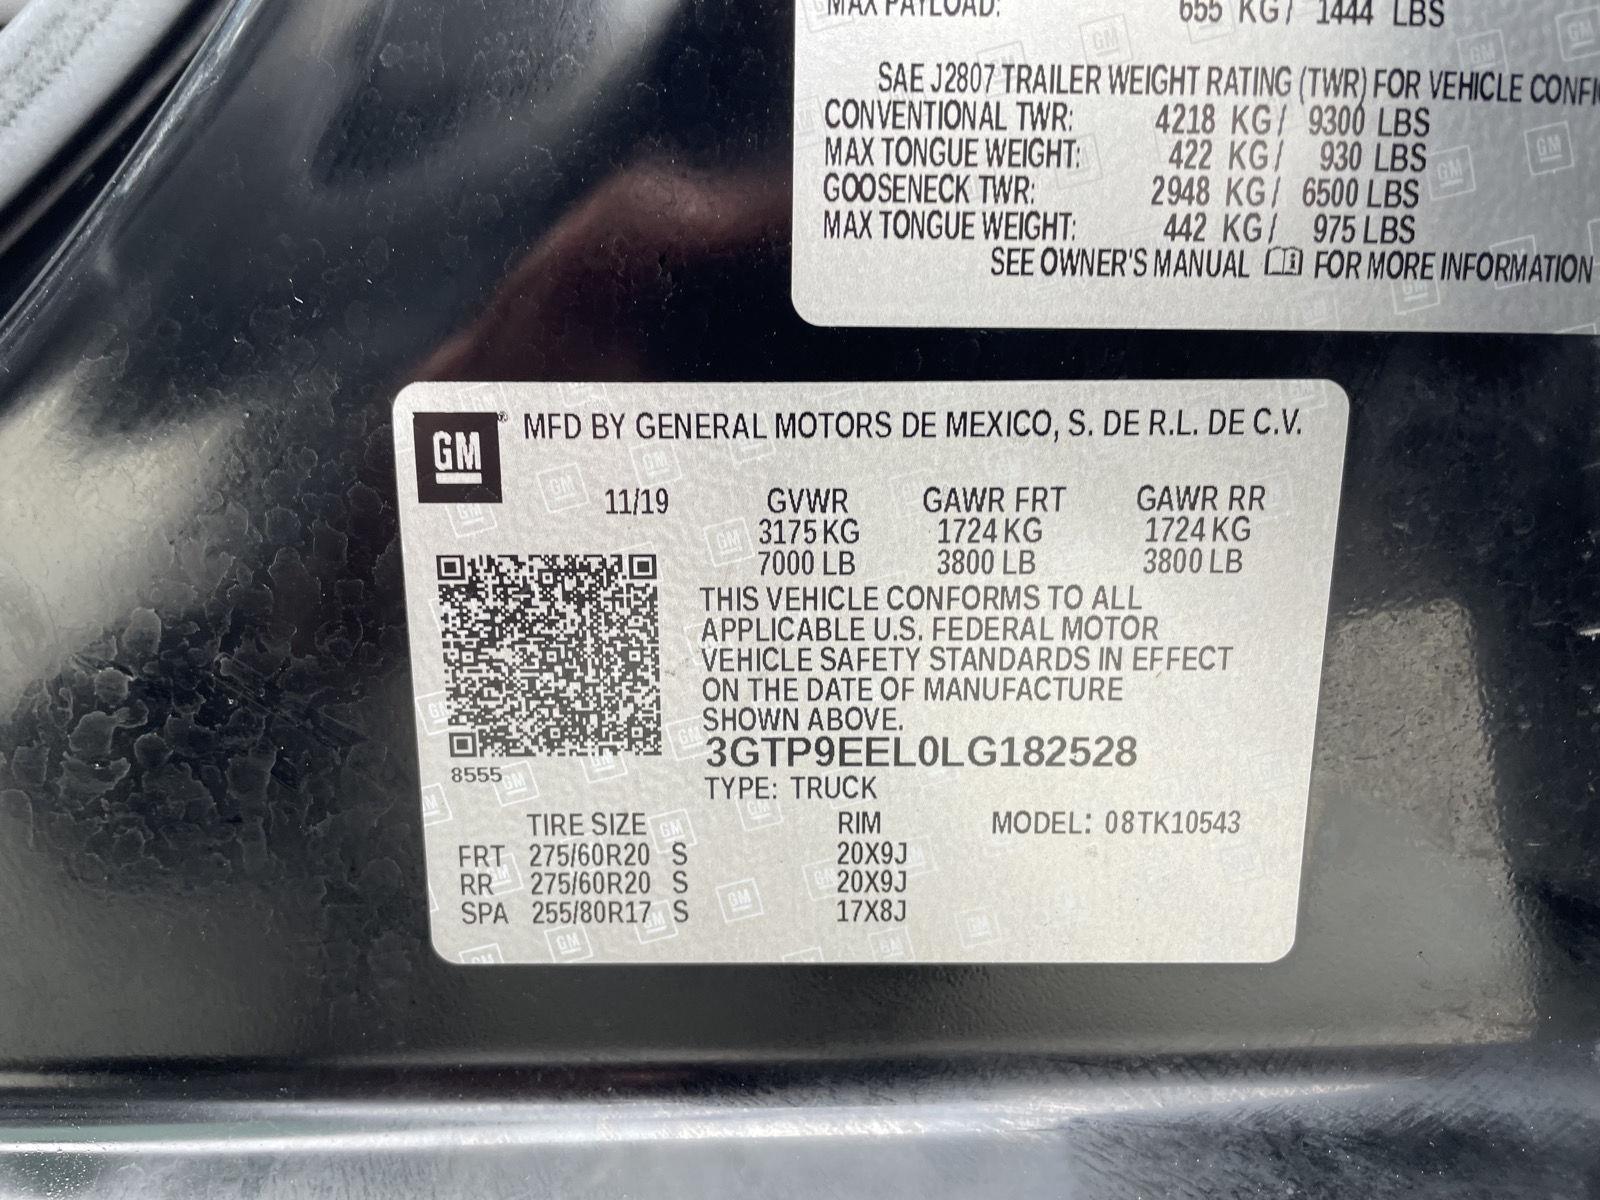 MAX PAYLOAD: 655 KG/ 1444 LBS
SAE J2807 TRAILER WEIGHT RATING (TWR) FOR VEHICLE
CONVENTIONAL TWR: 4218 KG/ 9300 LBS
MAX TONGUE WEIGHT: 422 KG/ 930 LBS
GOOSENECK TWR: 2948 KG/ 6500 LBS
MAX TONGUE WEIGHT: 442 KG/ 975 LBS
SEE OWNER'S MANUAL FOR MORE INFORMATION
GM® MFD BY GENERAL MOTORS DE MEXICO, S. DE R.L. DE C.V.
11/19 GVWR GAWR FRT GAWR RR
3175 KG 1724 KG 1724 KG
7000 LB 3800 LB 3800 LB
THIS VEHICLE CONFORMS TO ALL
APPLICABLE U.S. FEDERAL MOTOR
VEHICLE SAFETY STANDARDS IN EFFECT
ON THE DATE OF MANUFACTURE
SHOWN ABOVE.
3GTP9EEL0LG182528
8555
TYPE: TRUCK
TIRE SIZE RIM MODEL: 08TK10543
FRT 275/60R20 S 20X9J
RR 275/60R20 S 20X9J
SPA 255/80R17 S 17X8J